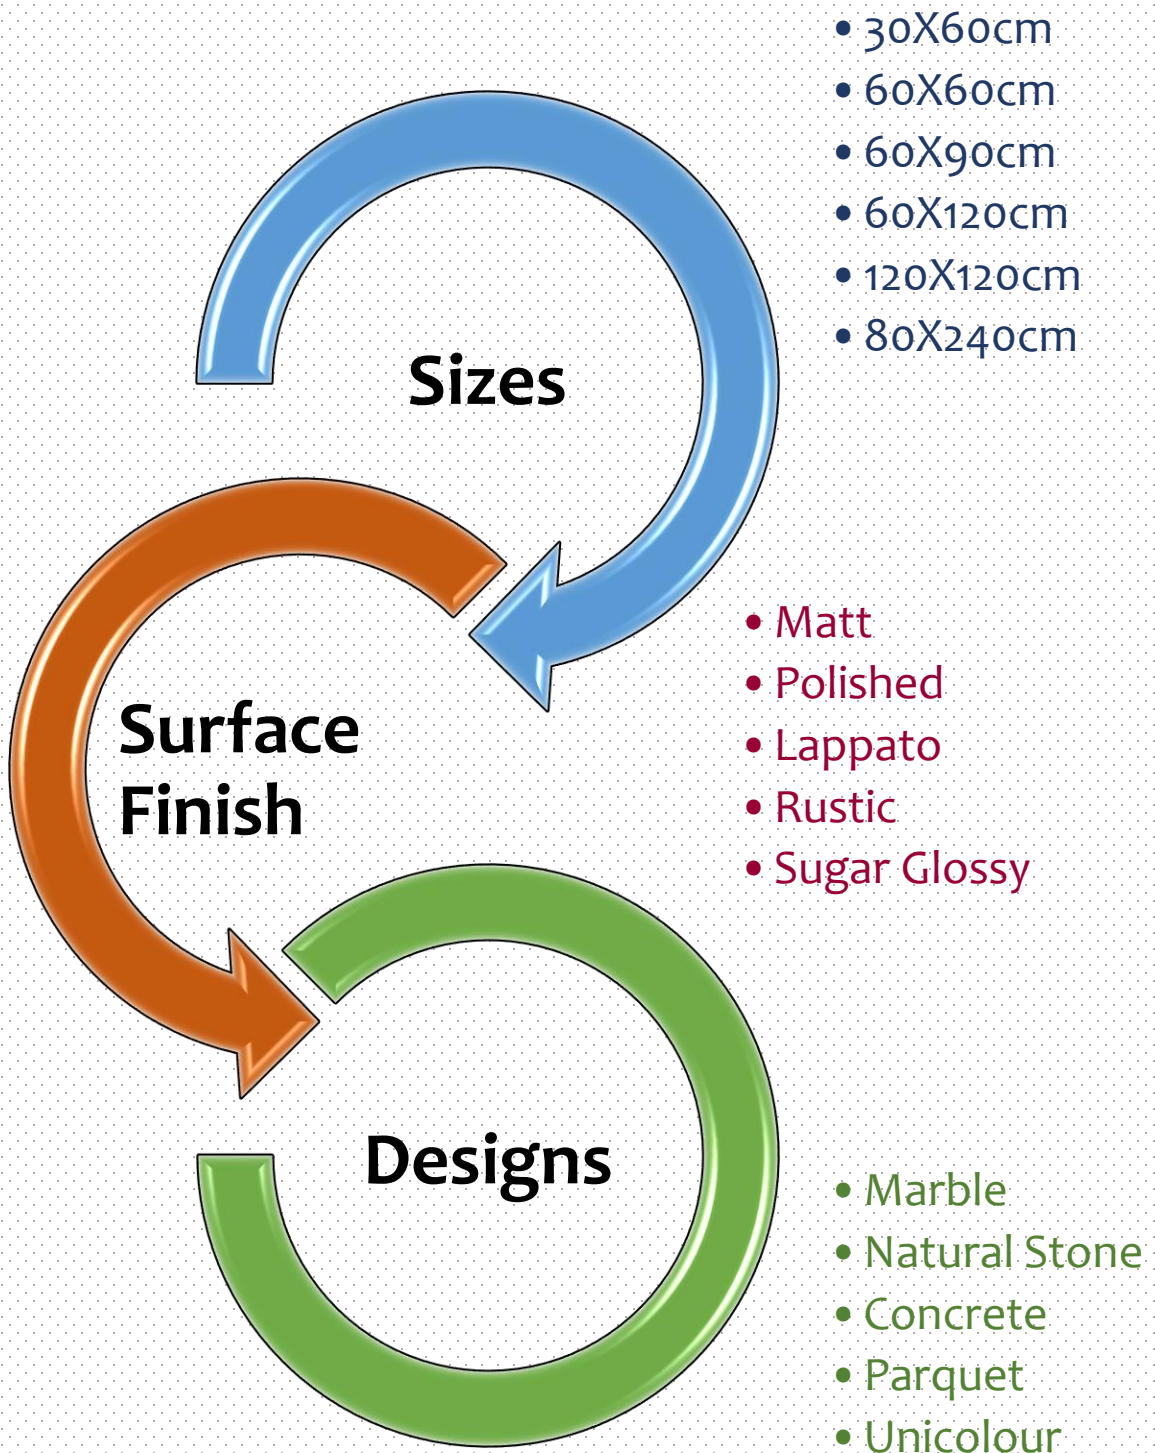 • 30X60cm
• 60X60cm
• 60X90cm
• 60X120cm
• 120X120cm
• 80X240cm
Sizes
• Matt
• Polished
• Lappato
• Rustic
• Sugar Glossy
Surface
Finish
Designs
• Marble
• Natural Stone
• Concrete
• Parquet
• Unicolour